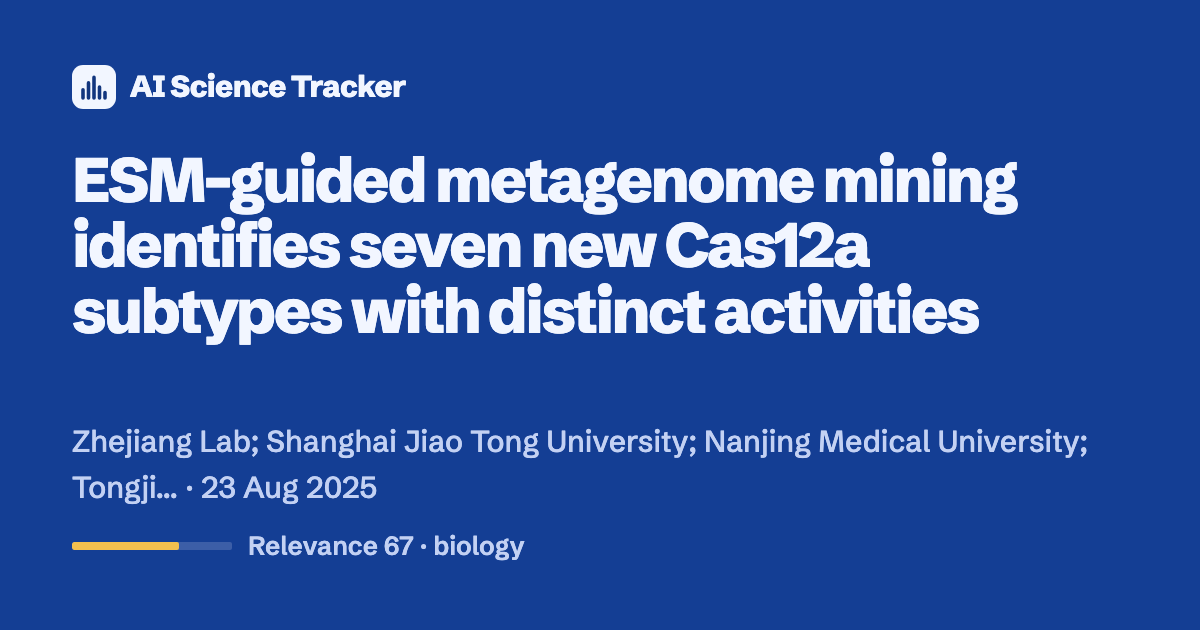 AI Science Tracker
ESM-guided metagenome mining
identifies seven new Cas12a
subtypes with distinct activities
Zhejiang Lab; Shanghai Jiao Tong University; Nanjing Medical University;
Tongji... · 23 Aug 2025
Relevance 67 · biology